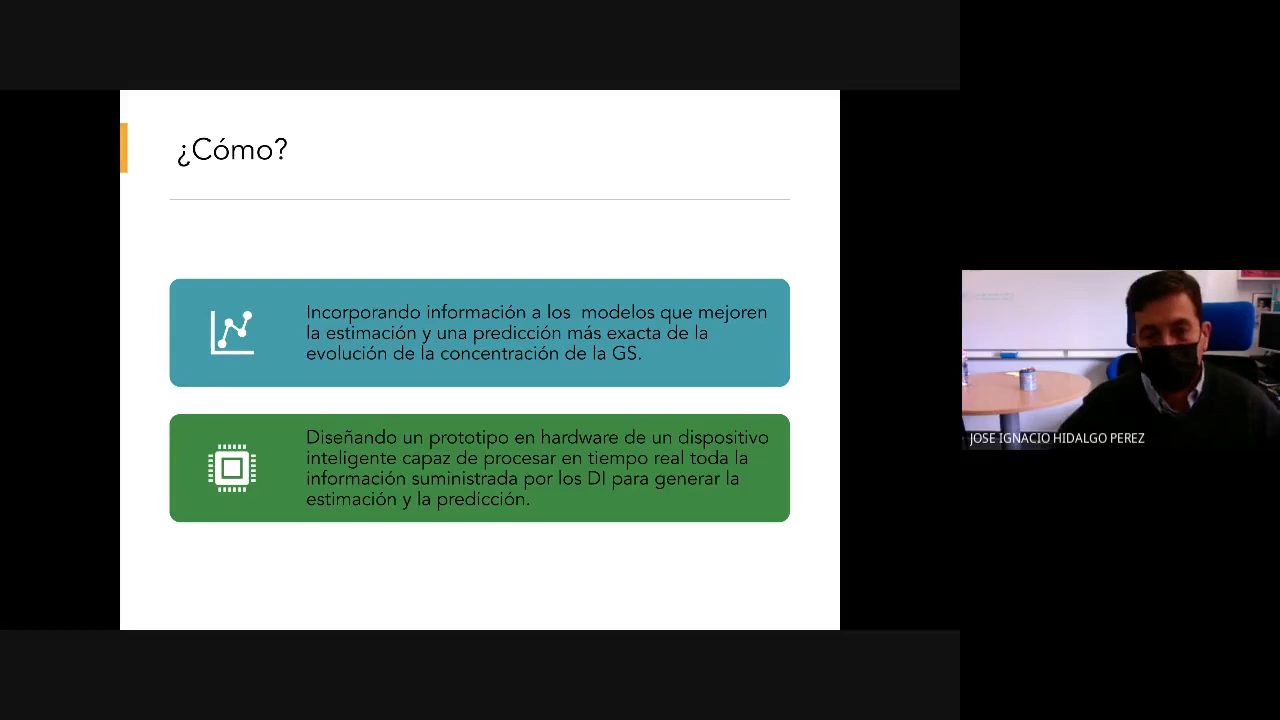 ¿Cómo?
Incorporando información a los  modelos que mejoren
la estimación y una predicción más exacta de la
evolución de la concentración de la GS.
Diseñando un prototipo en hardware de un dispositivo
inteligente capaz de procesar en tiempo real toda la
información suministrada por los DI para generar la
estimación y la predicción.
JOSE IGNACIO HIDALGO PEREZ